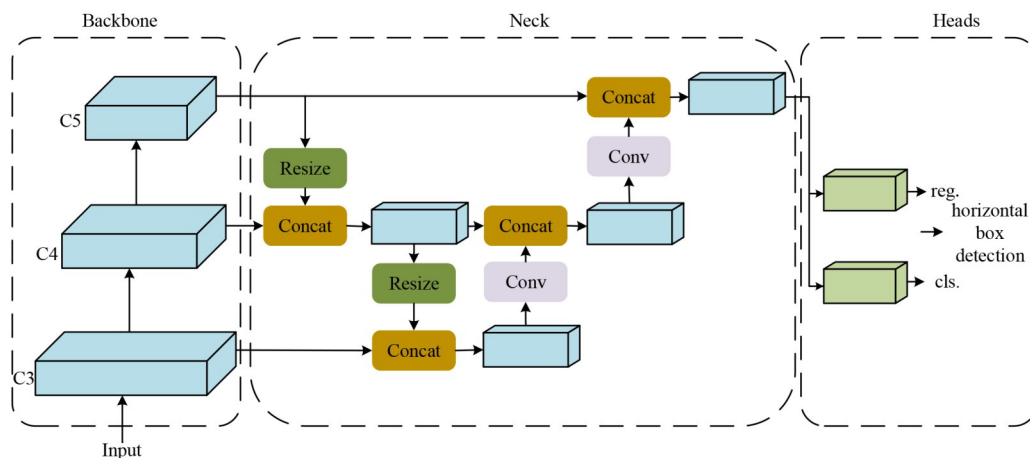 Backbone
Neck
Heads
C5
Concat
Resize
Conv
C4
Concat
Concat
reg.
horizontal
box
detection
Resize
Conv
cls.
C3
Concat
Input